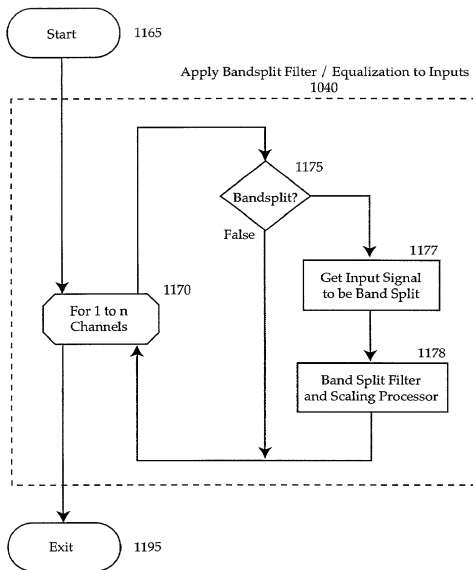 Start
1165
Apply Bandsplit Filter / Equalization to Inputs
1040
1175
Bandsplit?
False
1177
Get Input Signal
to be Band Split
1170
For 1 to n
Channels
1178
Band Split Filter
and Scaling Processor
Exit
1195